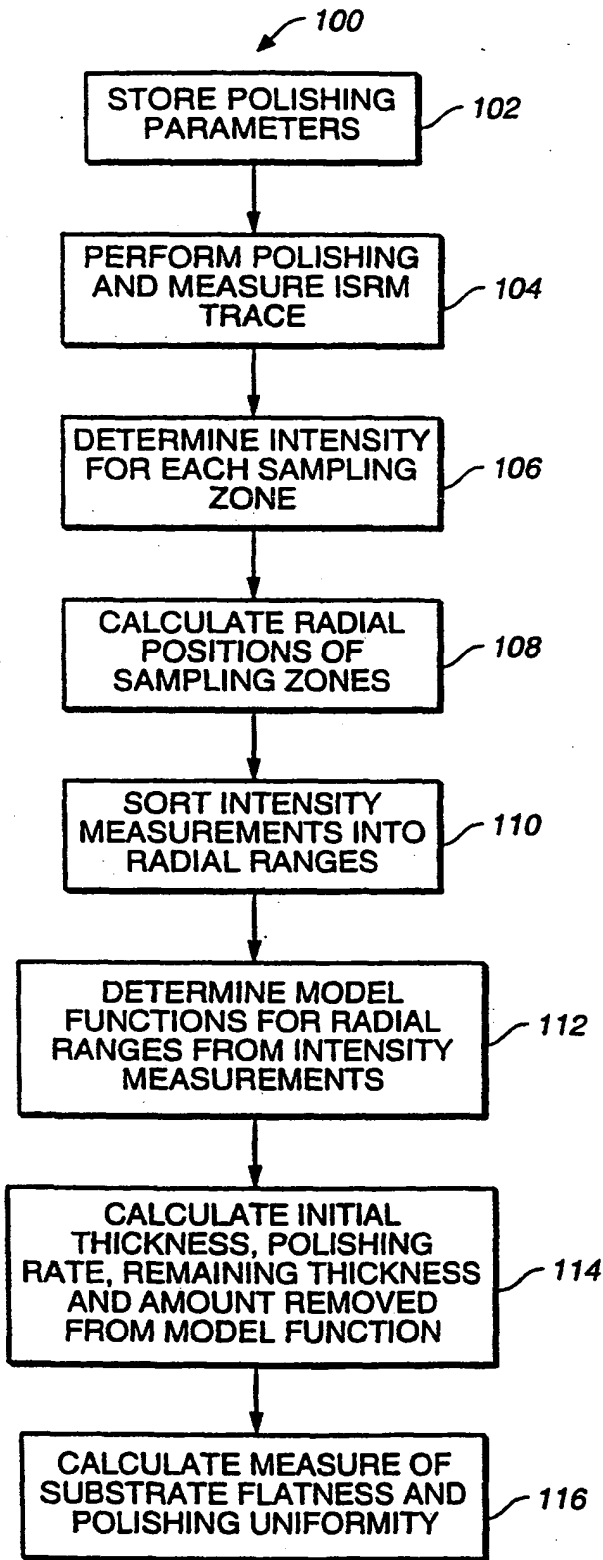 100
STORE POLISHING
PARAMETERS
102
PERFORM POLISHING
AND MEASURE ISRM
TRACE
104
DETERMINE INTENSITY
FOR EACH SAMPLING
ZONE
106
CALCULATE RADIAL
POSITIONS OF
SAMPLING ZONES
108
SORT INTENSITY
MEASUREMENTS INTO
RADIAL RANGES
110
DETERMINE MODEL
FUNCTIONS FOR RADIAL
RANGES FROM INTENSITY
MEASUREMENTS
112
CALCULATE INITIAL
THICKNESS, POLISHING
RATE, REMAINING THICKNESS
AND AMOUNT REMOVED
FROM MODEL FUNCTION
114
CALCULATE MEASURE OF
SUBSTRATE FLATNESS AND
POLISHING UNIFORMITY
116